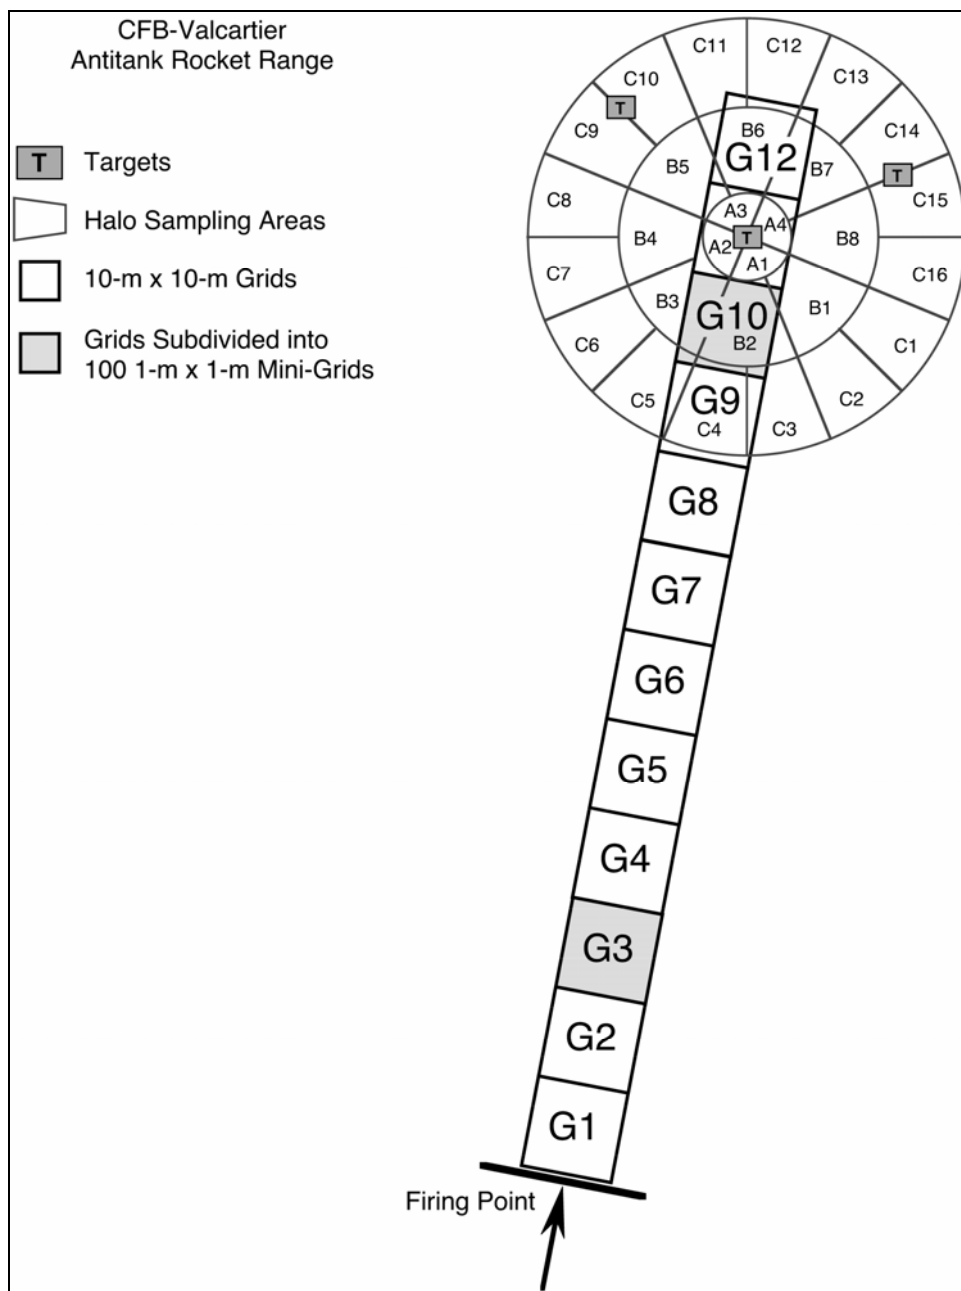 CFB-Valcartier
Antitank Rocket Range
T Targets
Halo Sampling Areas
10-m x 10-m Grids
Grids Subdivided into
100 1-m x 1-m Mini-Grids
C11 C12
C10 C13
T
C9 C14
B6
G12
B5 B7
T
C8 C15
A3
A4
B4 A2 T B8
A1
C7 C16
B3 G10 B1
B2
C6 C1
G9
C5 C2
C4 C3
G8
G7
G6
G5
G4
G3
G2
G1
Firing Point